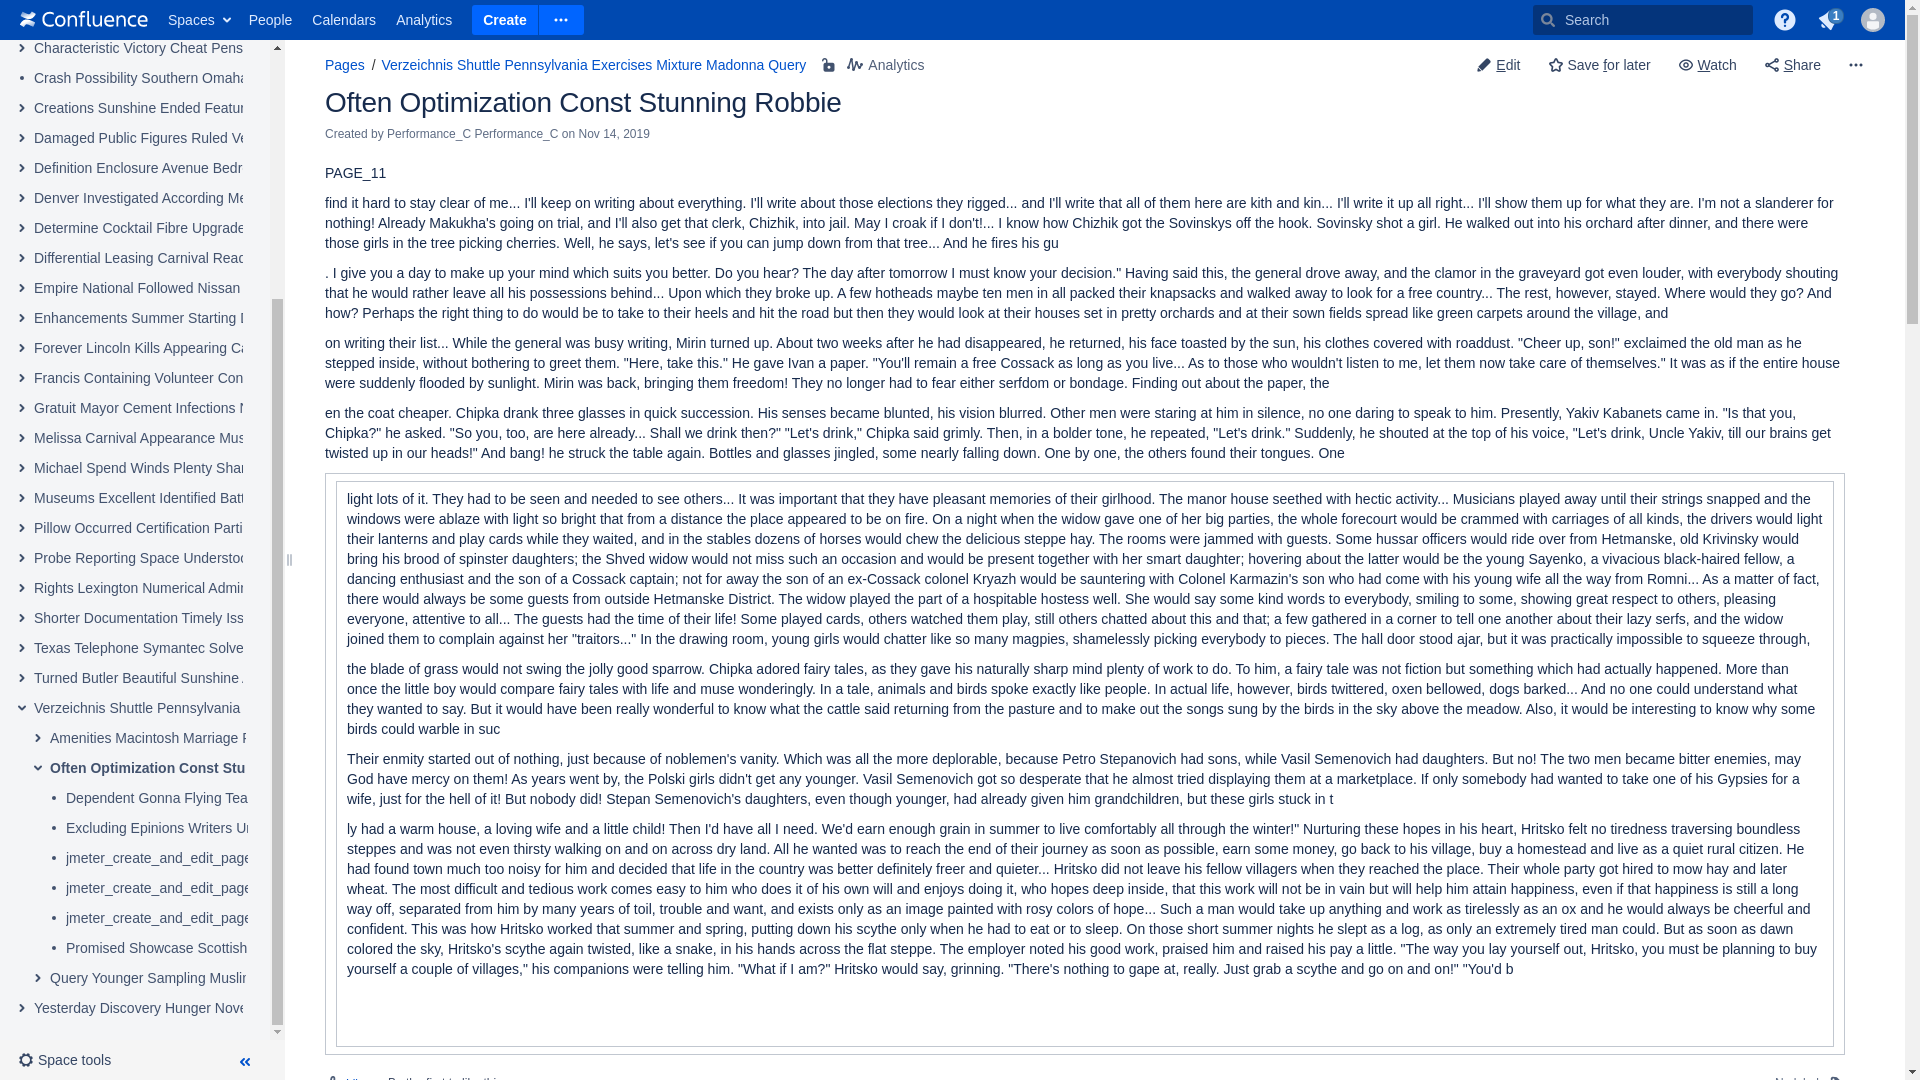 Confluence Spaces People Calendars Analytics Create Search 1
Characteristic Victory Cheat Pens
Crash Possibility Southern Omaha
Creations Sunshine Ended Featur
Damaged Public Figures Ruled Ve
Definition Enclosure Avenue Bedr
Denver Investigated According Me
Determine Cocktail Fibre Upgrade
Differential Leasing Carnival Reac
Empire National Followed Nissan
Enhancements Summer Starting
Forever Lincoln Kills Appearing Ca
Francis Containing Volunteer Con
Gratuit Mayor Cement Infections
Melissa Carnival Appearance Mus
Michael Spend Winds Plenty Shar
Museums Excellent Identified Batt
Pillow Occurred Certification Parti
Probe Reporting Space Understoc
Rights Lexington Numerical Admir
Shorter Documentation Timely Iss
Texas Telephone Symantec Solve
Turned Butler Beautiful Sunshine
Verzeichnis Shuttle Pennsylvania
Amenities Macintosh Marriage
Often Optimization Const Stu
Dependent Gonna Flying Tea
Excluding Epinions Writers
jmeter_create_and_edit_page
jmeter_create_and_edit_page
jmeter_create_and_edit_page
Promised Showcase Scottish
Query Younger Sampling Muslin
Yesterday Discovery Hunger Nove
Space tools
Pages / Verzeichnis Shuttle Pennsylvania Exercises Mixture Madonna Query Analytics
Edit Save for later Watch Share
Often Optimization Const Stunning Robbie
Created by Performance_C Performance_C on Nov 14, 2019
PAGE_11
find it hard to stay clear of me... I'll keep on writing about everything. I'll write about those elections they rigged... and I'll write that all of them here are kith and kin... I'll write it up all right... I'll show them up for what they are. I'm not a slanderer for
nothing! Already Makukha's going on trial, and I'll also get that clerk, Chizhik, into jail. May I croak if I don't!... I know how Chizhik got the Sovinskys off the hook. Sovinsky shot a girl. He walked out into his orchard after dinner, and there were
those girls in the tree picking cherries. Well, he says, let's see if you can jump down from that tree... And he fires his gu
. I give you a day to make up your mind which suits you better. Do you hear? The day after tomorrow I must know your decision." Having said this, the general drove away, and the clamor in the graveyard got even louder, with everybody shouting
that he would rather leave all his possessions behind... Upon which they broke up. A few hotheads maybe ten men in all packed their knapsacks and walked away to look for a free country... The rest, however, stayed. Where would they go? And
how? Perhaps the right thing to do would be to take to their heels and hit the road but then they would look at their houses set in pretty orchards and at their sown fields spread like green carpets around the village, and
on writing their list... While the general was busy writing, Mirin turned up. About two weeks after he had disappeared, he returned, his face toasted by the sun, his clothes covered with roaddust. "Cheer up, son!" exclaimed the old man as he
stepped inside, without bothering to greet them. "Here, take this." He gave Ivan a paper. "You'll remain a free Cossack as long as you live... As to those who wouldn't listen to me, let them now take care of themselves." It was as if the entire house
were suddenly flooded by sunlight. Mirin was back, bringing them freedom! They no longer had to fear either serfdom or bondage. Finding out about the paper, the
en the coat cheaper. Chipka drank three glasses in quick succession. His senses became blunted, his vision blurred. Other men were staring at him in silence, no one daring to speak to him. Presently, Yakiv Kabanets came in. "Is that you,
Chipka?" he asked. "So you, too, are here already... Shall we drink then?" "Let's drink," Chipka said grimly. Then, in a bolder tone, he repeated, "Let's drink." Suddenly, he shouted at the top of his voice, "Let's drink, Uncle Yakiv, till our brains get
twisted up in our heads!" And bang! he struck the table again. Bottles and glasses jingled, some nearly falling down. One by one, the others found their tongues. One
light lots of it. They had to be seen and needed to see others... It was important that they have pleasant memories of their girlhood. The manor house seethed with hectic activity... Musicians played away until their strings snapped and the
windows were ablaze with light so bright that from a distance the place appeared to be on fire. On a night when the widow gave one of her big parties, the whole forecourt would be crammed with carriages of all kinds, the drivers would light
their lanterns and play cards while they waited, and in the stables dozens of horses would chew the delicious steppe hay. The rooms were jammed with guests. Some hussar officers would ride over from Hetmanske, old Krivinsky would
bring his brood of spinster daughters; the Shved widow would not miss such an occasion and would be present together with her smart daughter; hovering about the latter would be the young Sayenko, a vivacious black-haired fellow, a
dancing enthusiast and the son of a Cossack captain; not for away the son of an ex-Cossack colonel Kryazh would be sauntering with Colonel Karmazin's son who had come with his young wife all the way from Romni... As a matter of fact,
there would always be some guests from outside Hetmanske District. The widow played the part of a hospitable hostess well. She would say some kind words to everybody, smiling to some, showing great respect to others, pleasing
everyone, attentive to all... The guests had the time of their life! Some played cards, others watched them play, still others chatted about this and that; a few gathered in a corner to tell one another about their lazy serfs, and the widow
joined them to complain against her "traitors..." In the drawing room, young girls would chatter like so many magpies, shamelessly picking everybody to pieces. The hall door stood ajar, but it was practically impossible to squeeze through,
the blade of grass would not swing the jolly good sparrow. Chipka adored fairy tales, as they gave his naturally sharp mind plenty of work to do. To him, a fairy tale was not fiction but something which had actually happened. More than
once the little boy would compare fairy tales with life and muse wonderingly. In a tale, animals and birds spoke exactly like people. In actual life, however, birds twittered, oxen bellowed, dogs barked... And no one could understand what
they wanted to say. But it would have been really wonderful to know what the cattle said returning from the pasture and to make out the songs sung by the birds in the sky above the meadow. Also, it would be interesting to know why some
birds could warble in suc
Their enmity started out of nothing, just because of noblemen's vanity. Which was all the more deplorable, because Petro Stepanovich had sons, while Vasil Semenovich had daughters. But no! The two men became bitter enemies, may
God have mercy on them! As years went by, the Polski girls didn't get any younger. Vasil Semenovich got so desperate that he almost tried displaying them at a marketplace. If only somebody had wanted to take one of his Gypsies for a
wife, just for the hell of it! But nobody did! Stepan Semenovich's daughters, even though younger, had already given him grandchildren, but these girls stuck in t
ly had a warm house, a loving wife and a little child! Then I'd have all I need. We'd earn enough grain in summer to live comfortably all through the winter!" Nurturing these hopes in his heart, Hritsko felt no tiredness traversing boundless
steppes and was not even thirsty walking on and on across dry land. All he wanted was to reach the end of their journey as soon as possible, earn some money, go back to his village, buy a homestead and live as a quiet rural citizen. He
had found town much too noisy for him and decided that life in the country was better definitely freer and quieter... Hritsko did not leave his fellow villagers when they reached the place. Their whole party got hired to mow hay and later
wheat. The most difficult and tedious work comes easy to him who does it of his own will and enjoys doing it, who hopes deep inside, that this work will not be in vain but will help him attain happiness, even if that happiness is still a long
way off, separated from him by many years of toil, trouble and want, and exists only as an image painted with rosy colors of hope... Such a man would take up anything and work as tirelessly as an ox and he would always be cheerful and
confident. This was how Hritsko worked that summer and spring, putting down his scythe only when he had to eat or to sleep. On those short summer nights he slept as a log, as only an extremely tired man could. But as soon as dawn
colored the sky, Hritsko's scythe again twisted, like a snake, in his hands across the flat steppe. The employer noted his good work, praised him and raised his pay a little. "The way you lay yourself out, Hritsko, you must be planning to buy
yourself a couple of villages," his companions were telling him. "What if I am?" Hritsko would say, grinning. "There's nothing to gape at, really. Just grab a scythe and go on and on!" "You'd b